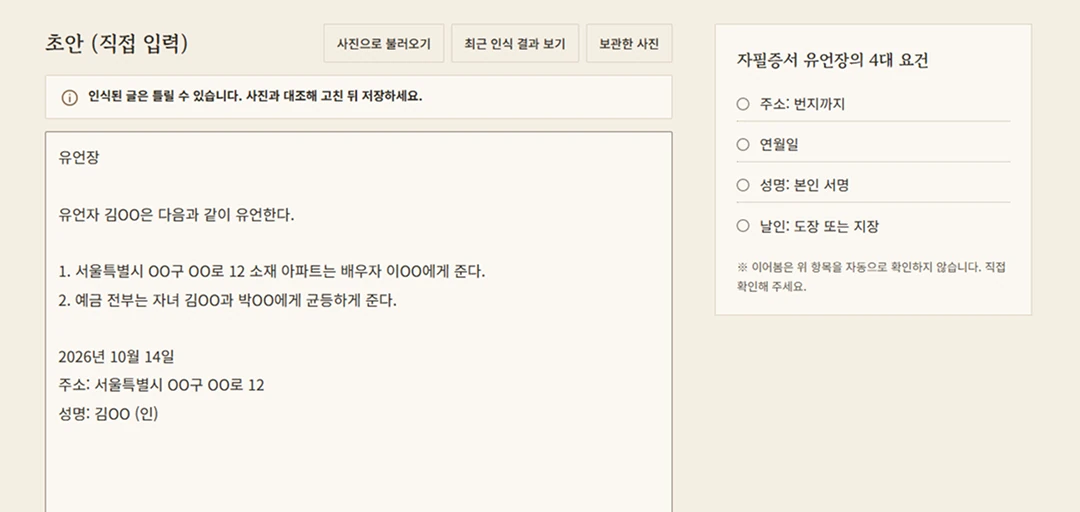 초안 (직접 입력)
사진으로 불러오기
최근 인식 결과 보기
보관한 사진
인식된 글은 틀릴 수 있습니다. 사진과 대조해 고친 뒤 저장하세요.
유언장
유언자 김OO은 다음과 같이 유언한다.
1. 서울특별시 OO구 OO로 12 소재 아파트는 배우자 이OO에게 준다.
2. 예금 전부는 자녀 김OO과 박OO에게 균등하게 준다.
2026년 10월 14일
주소: 서울특별시 OO구 OO로 12
성명: 김OO (인)
자필증서 유언장의 4대 요건
주소: 번지까지
연월일
성명: 본인 서명
날인: 도장 또는 지장
※ 이어봄은 위 항목을 자동으로 확인하지 않습니다. 직접
확인해 주세요.